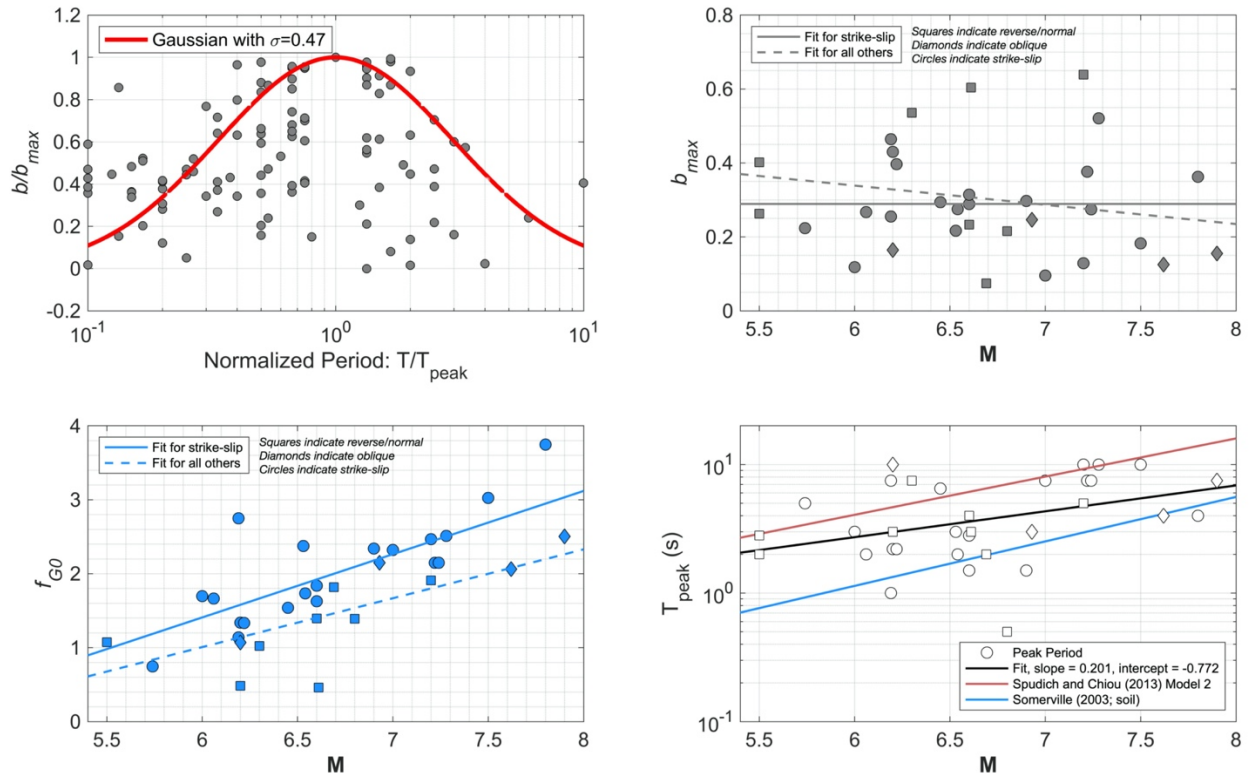 Gaussian with σ=0.47
b/b_max
1.2
1
0.8
0.6
0.4
0.2
0
-0.2
10^-1
10^0
10^1
Normalized Period: T/T_peak
Fit for strike-slip
Fit for all others
Squares indicate reverse/normal
Diamonds indicate oblique
Circles indicate strike-slip
b_max
0.8
0.6
0.4
0.2
0
5.5
6
6.5
7
7.5
8
M
Fit for strike-slip
Fit for all others
Squares indicate reverse/normal
Diamonds indicate oblique
Circles indicate strike-slip
f_G0
4
3
2
1
0
5.5
6
6.5
7
7.5
8
M
T_peak (s)
10^1
10^0
10^-1
Peak Period
Fit, slope = 0.201, intercept = -0.772
Spudich and Chiou (2013) Model 2
Somerville (2003; soil)
5.5
6
6.5
7
7.5
8
M